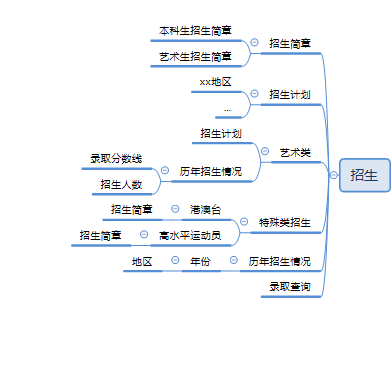 本科生招生简章
招生简章
艺术生招生简章
xx地区
招生计划
...
招生计划
艺术类
录取分数线
历年招生情况
招生人数
招生
招生简章
港澳台
特殊类招生
招生简章
高水平运动员
地区
年份
历年招生情况
录取查询